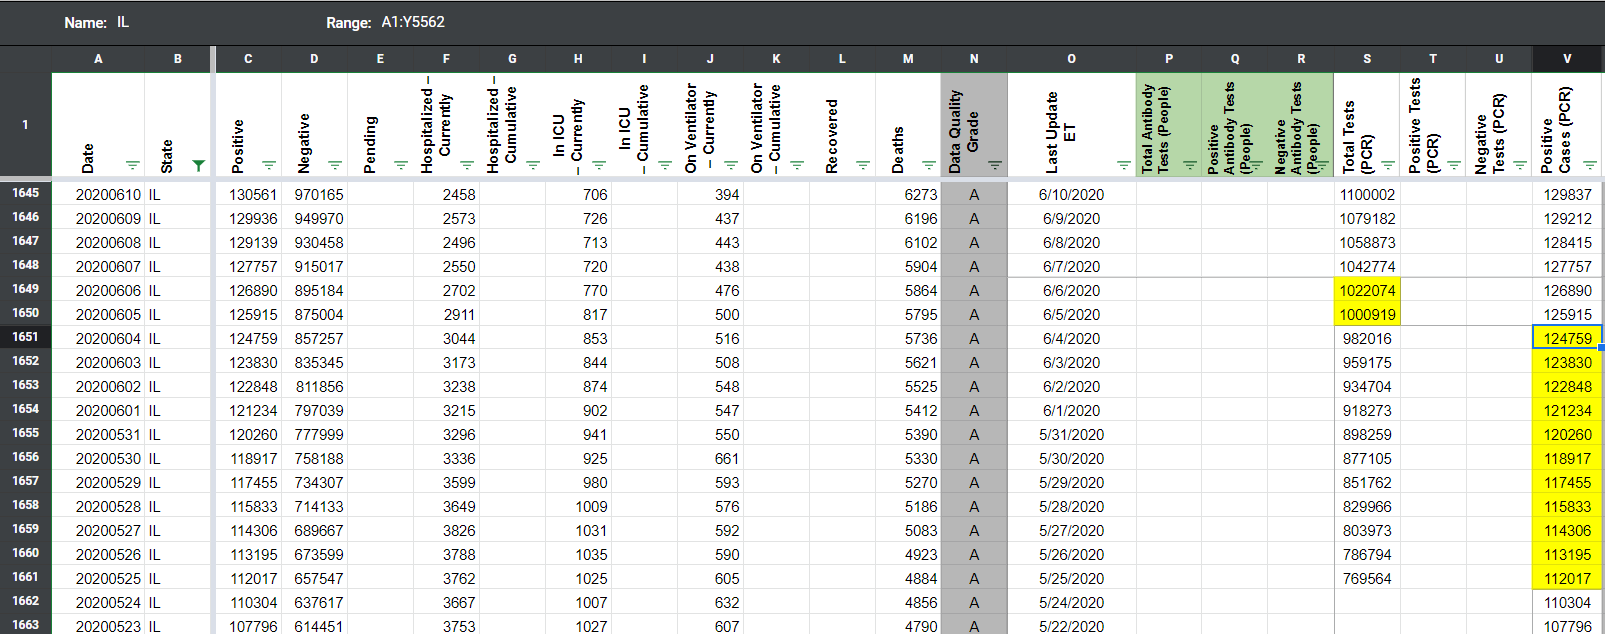 Name: IL Range: A1:Y5562
A B C D E F G H I J K L M N O P Q R S T U V
1 Date State Positive Negative Pending Hospitalized – Currently Hospitalized – Cumulative In ICU – Currently In ICU – Cumulative On Ventilator – Currently On Ventilator – Cumulative Recovered Deaths Data Quality Grade Last Update ET Total Antibody Tests (People) Positive Antibody Tests (People) Negative Antibody Tests (People) Total Tests (PCR) Positive Tests (PCR) Negative Tests (PCR) Positive Cases (PCR)
1645 20200610 IL 130561 970165 2458 706 394 6273 A 6/10/2020 1100002 129837
1646 20200609 IL 129936 949970 2573 726 437 6196 A 6/9/2020 1079182 129212
1647 20200608 IL 129139 930458 2496 713 443 6102 A 6/8/2020 1058873 128415
1648 20200607 IL 127757 915017 2550 720 438 5904 A 6/7/2020 1042774 127757
1649 20200606 IL 126890 895184 2702 770 476 5864 A 6/6/2020 1022074 126890
1650 20200605 IL 125915 875004 2911 817 500 5795 A 6/5/2020 1000919 125915
1651 20200604 IL 124759 857257 3044 853 516 5736 A 6/4/2020 982016 124759
1652 20200603 IL 123830 835345 3173 844 508 5621 A 6/3/2020 959175 123830
1653 20200602 IL 122848 811856 3238 874 548 5525 A 6/2/2020 934704 122848
1654 20200601 IL 121234 797039 3215 902 547 5412 A 6/1/2020 918273 121234
1655 20200531 IL 120260 777999 3296 941 550 5390 A 5/31/2020 898259 120260
1656 20200530 IL 118917 758188 3336 925 661 5330 A 5/30/2020 877105 118917
1657 20200529 IL 117455 734307 3599 980 593 5270 A 5/29/2020 851762 117455
1658 20200528 IL 115833 714133 3649 1009 576 5186 A 5/28/2020 829966 115833
1659 20200527 IL 114306 689667 3826 1031 592 5083 A 5/27/2020 803973 114306
1660 20200526 IL 113195 673599 3788 1035 590 4923 A 5/26/2020 786794 113195
1661 20200525 IL 112017 657547 3762 1025 605 4884 A 5/25/2020 769564 112017
1662 20200524 IL 110304 637617 3667 1007 632 4856 A 5/24/2020 110304
1663 20200523 IL 107796 614451 3753 1027 607 4790 A 5/22/2020 107796